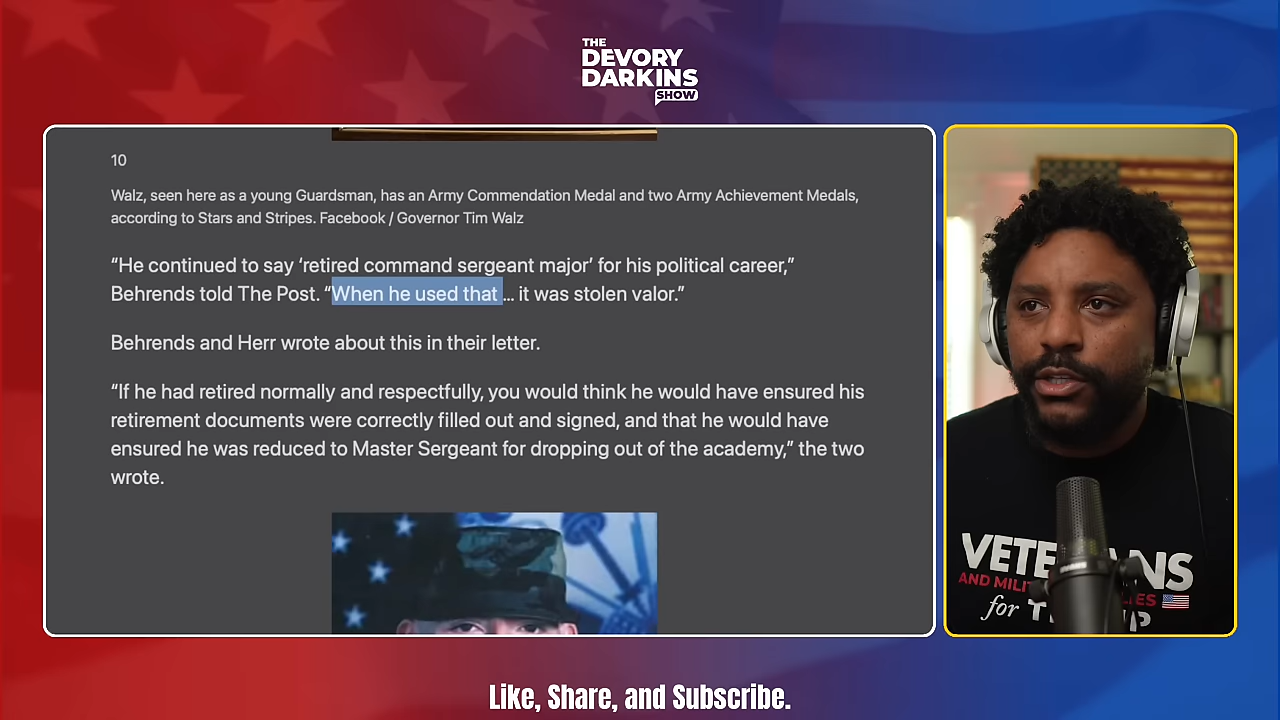 THE
DEVORY
DARKINS
SHOW
10
Walz, seen here as a young Guardsman, has an Army Commendation Medal and two Army Achievement Medals,
according to Stars and Stripes. Facebook / Governor Tim Walz
“He continued to say ‘retired command sergeant major’ for his political career,”
Behrends told The Post. “When he used that ... it was stolen valor.”
Behrends and Herr wrote about this in their letter.
“If he had retired normally and respectfully, you would think he would have ensured his
retirement documents were correctly filled out and signed, and that he would have
ensured he was reduced to Master Sergeant for dropping out of the academy,” the two
wrote.
AND
for
Like, Share, and Subscribe.